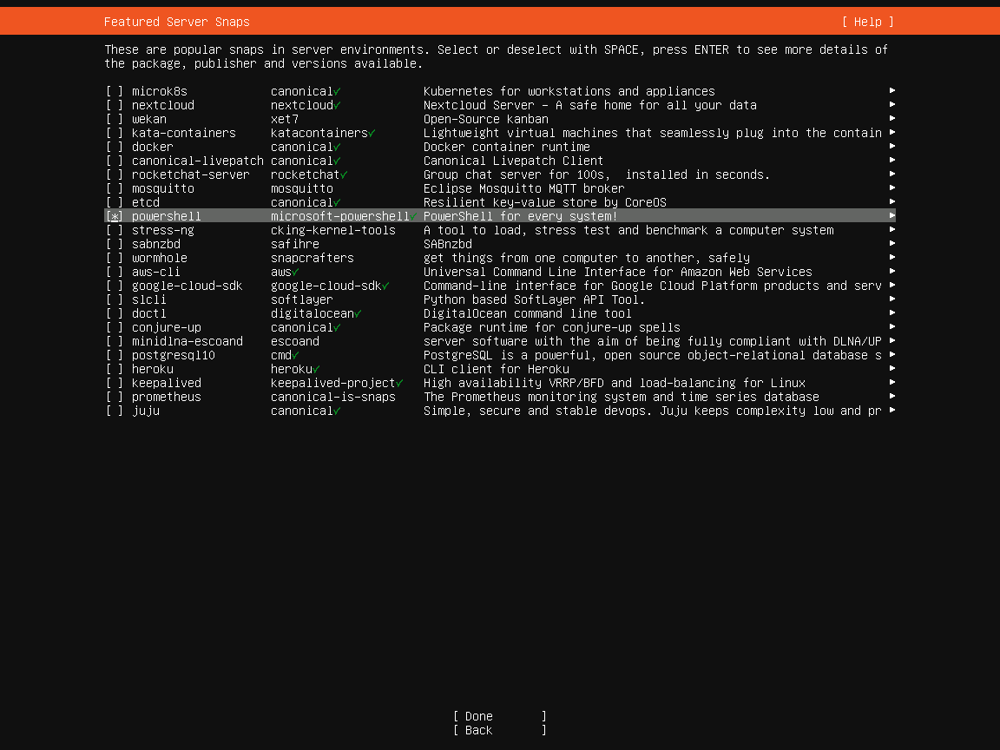 Featured Server Snaps [ Help ]
These are popular snaps in server environments. Select or deselect with SPACE, press ENTER to see more details of
the package, publisher and versions available.
[ ] microk8s canonical✓ Kubernetes for workstations and appliances ▸
[ ] nextcloud nextcloud✓ Nextcloud Server - A safe home for all your data ▸
[ ] wekan xet7 Open-Source kanban ▸
[ ] kata-containers katacontainers✓ Lightweight virtual machines that seamlessly plug into the contain ▸
[ ] docker canonical✓ Docker container runtime ▸
[ ] canonical-livepatch canonical✓ Canonical Livepatch Client ▸
[ ] rocketchat-server rocketchat✓ Group chat server for 100s,  installed in seconds. ▸
[ ] mosquitto mosquitto Eclipse Mosquitto MQTT broker ▸
[ ] etcd canonical✓ Resilient key-value store by CoreOS ▸
[*] powershell microsoft-powershell✓ PowerShell for every system! ▸
[ ] stress-ng cking-kernel-tools A tool to load, stress test and benchmark a computer system ▸
[ ] sabnzbd safihre SABnzbd ▸
[ ] wormhole snapcrafters get things from one computer to another, safely ▸
[ ] aws-cli aws✓ Universal Command Line Interface for Amazon Web Services ▸
[ ] google-cloud-sdk google-cloud-sdk✓ Command-line interface for Google Cloud Platform products and serv ▸
[ ] slcli softlayer Python based SoftLayer API Tool. ▸
[ ] doctl digitalocean✓ DigitalOcean command line tool ▸
[ ] conjure-up canonical✓ Package runtime for conjure-up spells ▸
[ ] minidlna-escoand escoand server software with the aim of being fully compliant with DLNA/UP ▸
[ ] postgresql10 cmd✓ PostgreSQL is a powerful, open source object-relational database s ▸
[ ] heroku heroku✓ CLI client for Heroku ▸
[ ] keepalived keepalived-project✓ High availability VRRP/BFD and load-balancing for Linux ▸
[ ] prometheus canonical-is-snaps The Prometheus monitoring system and time series database ▸
[ ] juju canonical✓ Simple, secure and stable devops. Juju keeps complexity low and pr ▸
[ Done ]
[ Back ]